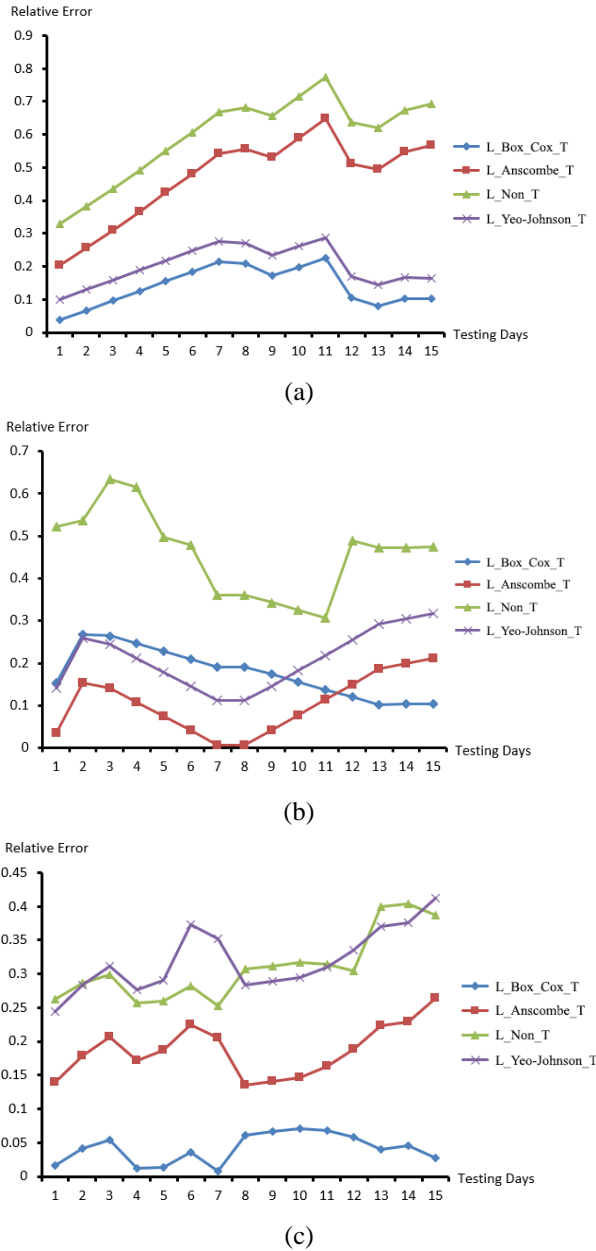 Relative Error
0.9
0.8
0.7
0.6
0.5
0.4
0.3
0.2
0.1
0
1 2 3 4 5 6 7 8 9 10 11 12 13 14 15
Testing Days
L_Box_Cox_T
L_Anscombe_T
L_Non_T
L_Yeo-Johnson_T
(a)
Relative Error
0.7
0.6
0.5
0.4
0.3
0.2
0.1
0
1 2 3 4 5 6 7 8 9 10 11 12 13 14 15
Testing Days
L_Box_Cox_T
L_Anscombe_T
L_Non_T
L_Yeo-Johnson_T
(b)
Relative Error
0.45
0.4
0.35
0.3
0.25
0.2
0.15
0.1
0.05
0
1 2 3 4 5 6 7 8 9 10 11 12 13 14 15
Testing Days
L_Box_Cox_T
L_Anscombe_T
L_Non_T
L_Yeo-Johnson_T
(c)